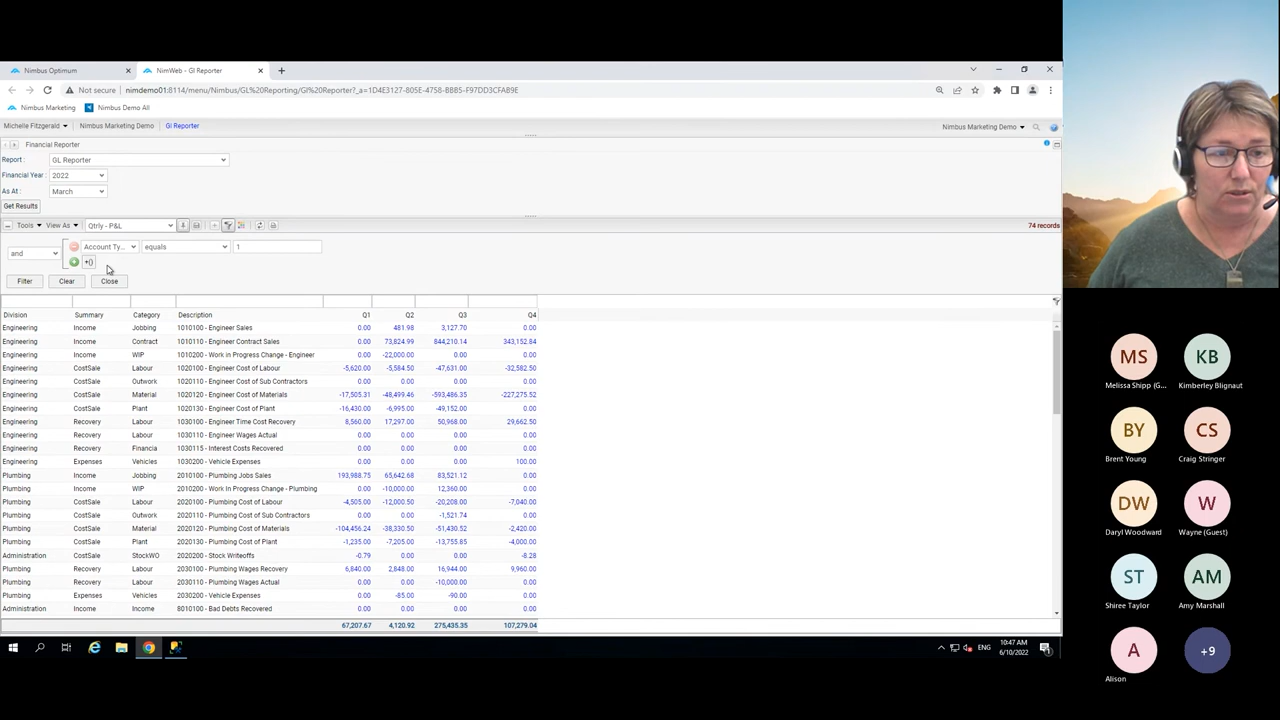 Nimbus Optimum
NimWeb - Gl Reporter
Not secure
nimdemo01:8114/menu/Nimbus/GL%20Reporting/Gl%20Reporter?_a=1D4E3127-805E-4758-BBB5-F97DD3CFAB9E
Nimbus Marketing
Nimbus Demo All
Michelle Fitzgerald
Nimbus Marketing Demo
Gl Reporter
Nimbus Marketing Demo
Financial Reporter
Report :
GL Reporter
Financial Year :
2022
As At :
March
Get Results
Tools
View As
Qtrly - P&L
74 records
and
Account Ty...
equals
1
+()
Filter
Clear
Close
Division Summary Category Description Q1 Q2 Q3 Q4
Engineering Income Jobbing 1010100 - Engineer Sales 0.00 481.98 3,127.70 0.00
Engineering Income Contract 1010110 - Engineer Contract Sales 0.00 73,824.99 844,210.14 343,152.84
Engineering Income WIP 1010200 - Work in Progress Change - Engineer 0.00 -22,000.00 0.00 0.00
Engineering CostSale Labour 1020100 - Engineer Cost of Labour -5,620.00 -5,584.50 -47,631.00 -32,582.50
Engineering CostSale Outwork 1020110 - Engineer Cost of Sub Contractors 0.00 0.00 0.00 0.00
Engineering CostSale Material 1020120 - Engineer Cost of Materials -17,505.31 -48,499.46 -593,486.35 -227,275.52
Engineering CostSale Plant 1020130 - Engineer Cost of Plant -16,430.00 -6,995.00 -49,152.00 0.00
Engineering Recovery Labour 1030100 - Engineer Time Cost Recovery 8,560.00 17,297.00 50,968.00 29,662.50
Engineering Recovery Labour 1030110 - Engineer Wages Actual 0.00 0.00 0.00 0.00
Engineering Recovery Financia 1030115 - Interest Costs Recovered 0.00 0.00 0.00 0.00
Engineering Expenses Vehicles 1030200 - Vehicle Expenses 0.00 0.00 0.00 100.00
Plumbing Income Jobbing 2010100 - Plumbing Jobs Sales 193,988.75 65,642.68 83,521.12 0.00
Plumbing Income WIP 2010200 - Work in Progress Change - Plumbing 0.00 -10,000.00 12,360.00 0.00
Plumbing CostSale Labour 2020100 - Plumbing Cost of Labour -4,505.00 -12,000.50 -20,208.00 -7,040.00
Plumbing CostSale Outwork 2020110 - Plumbing Cost of Sub Contractors 0.00 0.00 -1,521.74 0.00
Plumbing CostSale Material 2020120 - Plumbing Cost of Materials -104,456.24 -38,330.50 -51,430.52 -2,420.00
Plumbing CostSale Plant 2020130 - Plumbing Cost of Plant -1,235.00 -7,205.00 -13,755.85 -4,000.00
Administration CostSale StockWO 2020200 - Stock Writeoffs -0.79 0.00 0.00 -8.28
Plumbing Recovery Labour 2030100 - Plumbing Wages Recovery 6,840.00 2,848.00 16,944.00 9,960.00
Plumbing Recovery Labour 2030110 - Plumbing Wages Actual 0.00 0.00 -10,000.00 0.00
Plumbing Expenses Vehicles 2030200 - Vehicle Expenses 0.00 -85.00 -90.00 0.00
Administration Income Income 8010100 - Bad Debts Recovered 0.00 0.00 0.00 0.00
67,207.67 4,120.92 275,435.35 107,279.04
ENG
10:47 AM
6/10/2022
MS
KB
Melissa Shipp (G...
Kimberley Blignaut
BY
CS
Brent Young
Craig Stringer
DW
W
Daryl Woodward
Wayne (Guest)
ST
AM
Shiree Taylor
Amy Marshall
A
+9
Alison